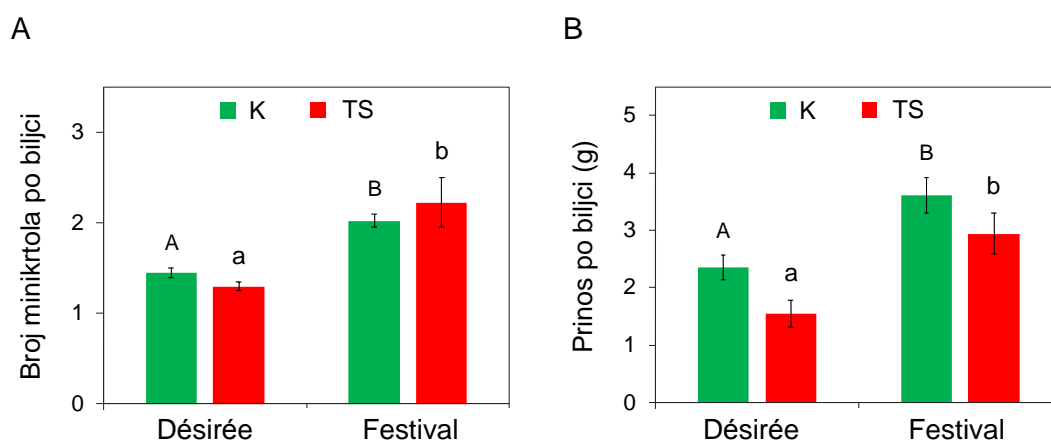 A
Broj minikrtola po biljci
K TS
3
2
1
0
A
a
B
b
Désirée Festival
B
Prinos po biljci (g)
K TS
5
4
3
2
1
0
A
a
B
b
Désirée Festival